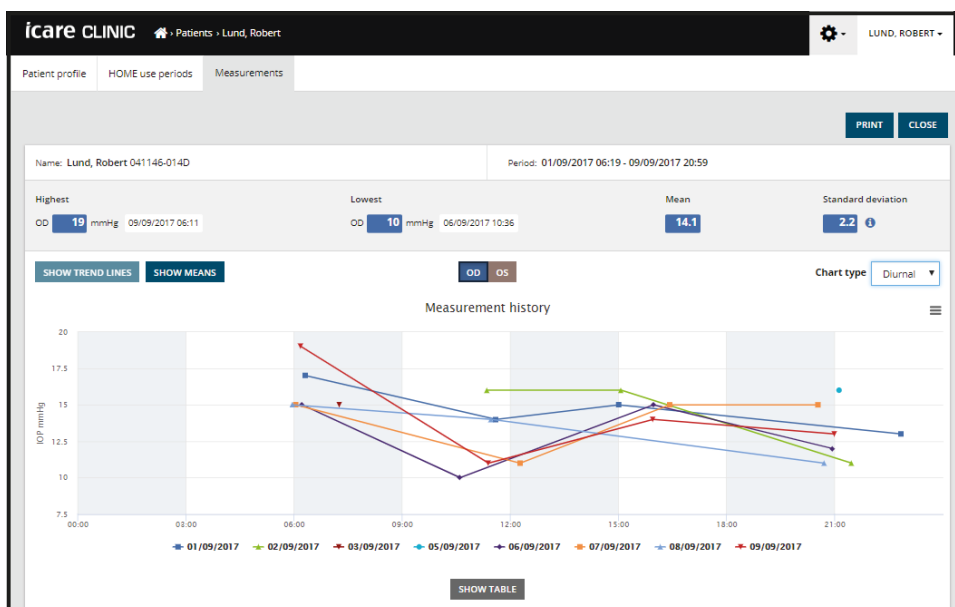 icare CLINIC › Patients › Lund, Robert LUND, ROBERT
Patient profile HOME use periods Measurements
PRINT CLOSE
Name: Lund, Robert 041146-014D Period: 01/09/2017 06:19 - 09/09/2017 20:59
Highest Lowest Mean Standard deviation
OD 19 mmHg 09/09/2017 06:11 OD 10 mmHg 06/09/2017 10:36 14.1 2.2 i
SHOW TREND LINES SHOW MEANS OD OS Chart type Diurnal
Measurement history
IOP mmHg
20
17.5
15
12.5
10
7.5
00:00 03:00 06:00 09:00 12:00 15:00 18:00 21:00
01/09/2017 02/09/2017 03/09/2017 05/09/2017 06/09/2017 07/09/2017 08/09/2017 09/09/2017
SHOW TABLE